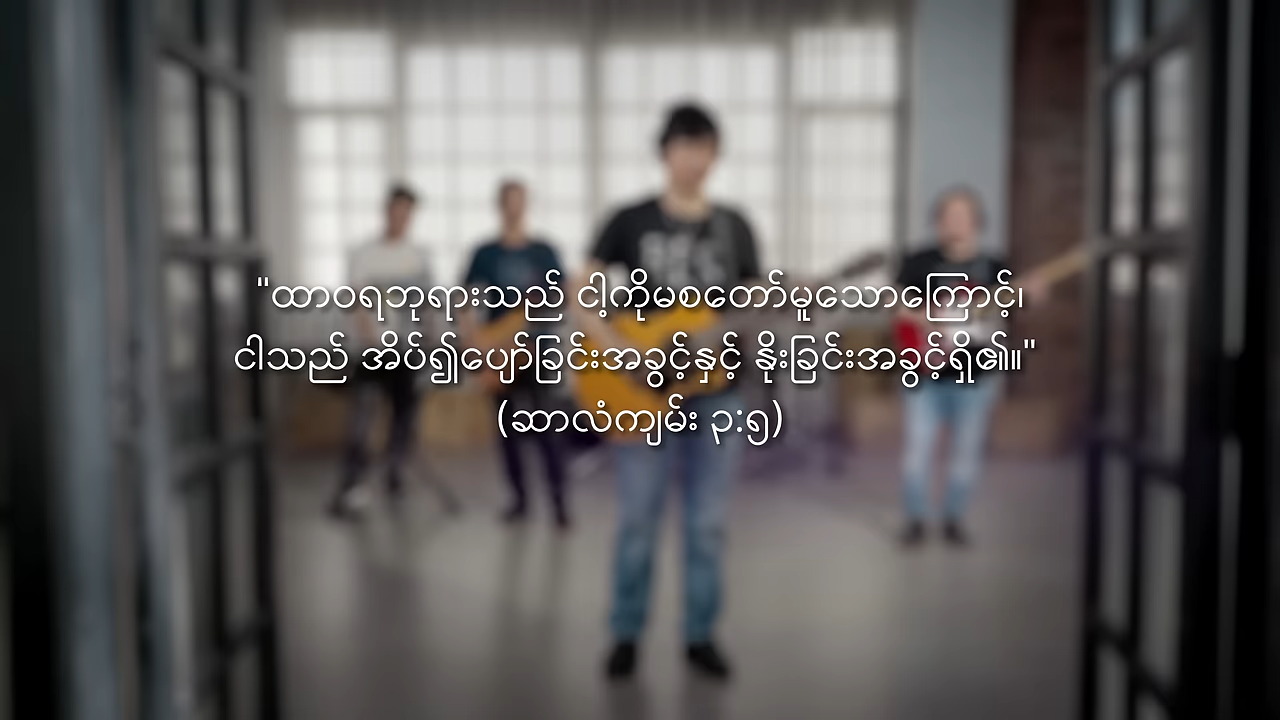 "ထာဝရဘုရားသည် ငါ့ကိုမစတော်မူသောကြောင့်၊
ငါသည် အိပ်၍ပျော်ခြင်းအခွင့်နှင့် နိုးခြင်းအခွင့်ရှိ၏။"
(ဆာလံကျမ်း ၃:၅)